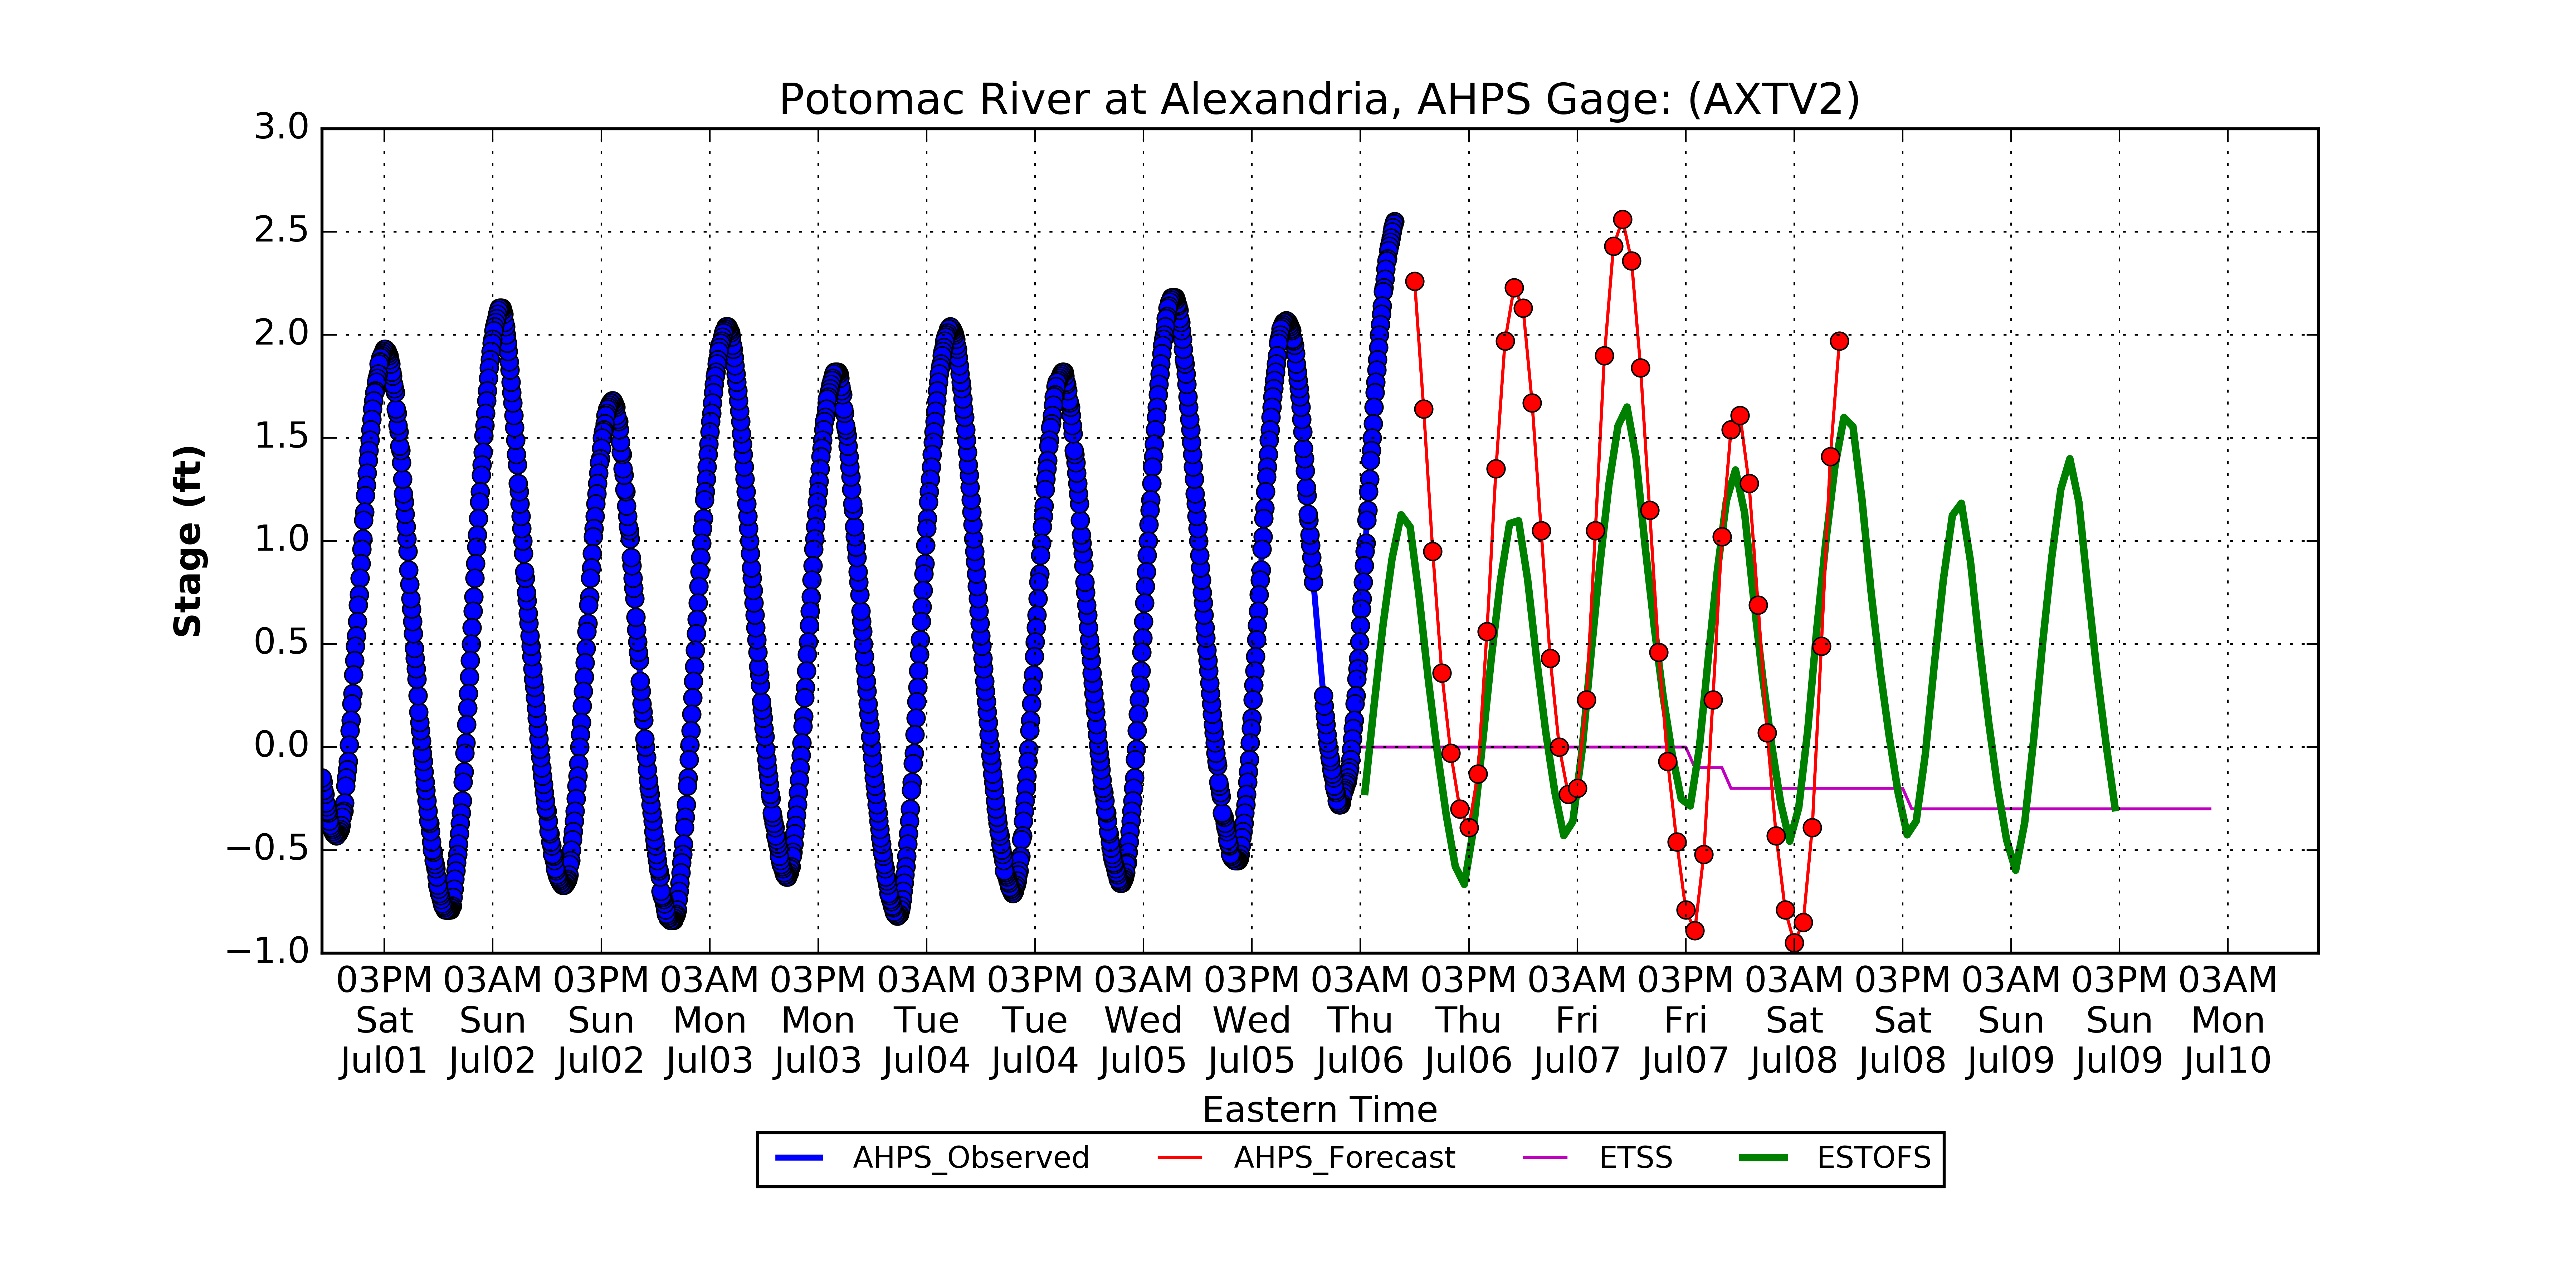 Potomac River at Alexandria, AHPS Gage: (AXTV2)
3.0
2.5
2.0
1.5
1.0
0.5
0.0
−0.5
−1.0
Stage (ft)
03PM 03AM 03PM 03AM 03PM 03AM 03PM 03AM 03PM 03AM 03PM 03AM 03PM 03AM 03PM 03AM 03PM 03AM
Sat Sun Sun Mon Mon Tue Tue Wed Wed Thu Thu Fri Fri Sat Sat Sun Sun Mon
Jul01 Jul02 Jul02 Jul03 Jul03 Jul04 Jul04 Jul05 Jul05 Jul06 Jul06 Jul07 Jul07 Jul08 Jul08 Jul09 Jul09 Jul10
Eastern Time
AHPS_Observed AHPS_Forecast ETSS ESTOFS